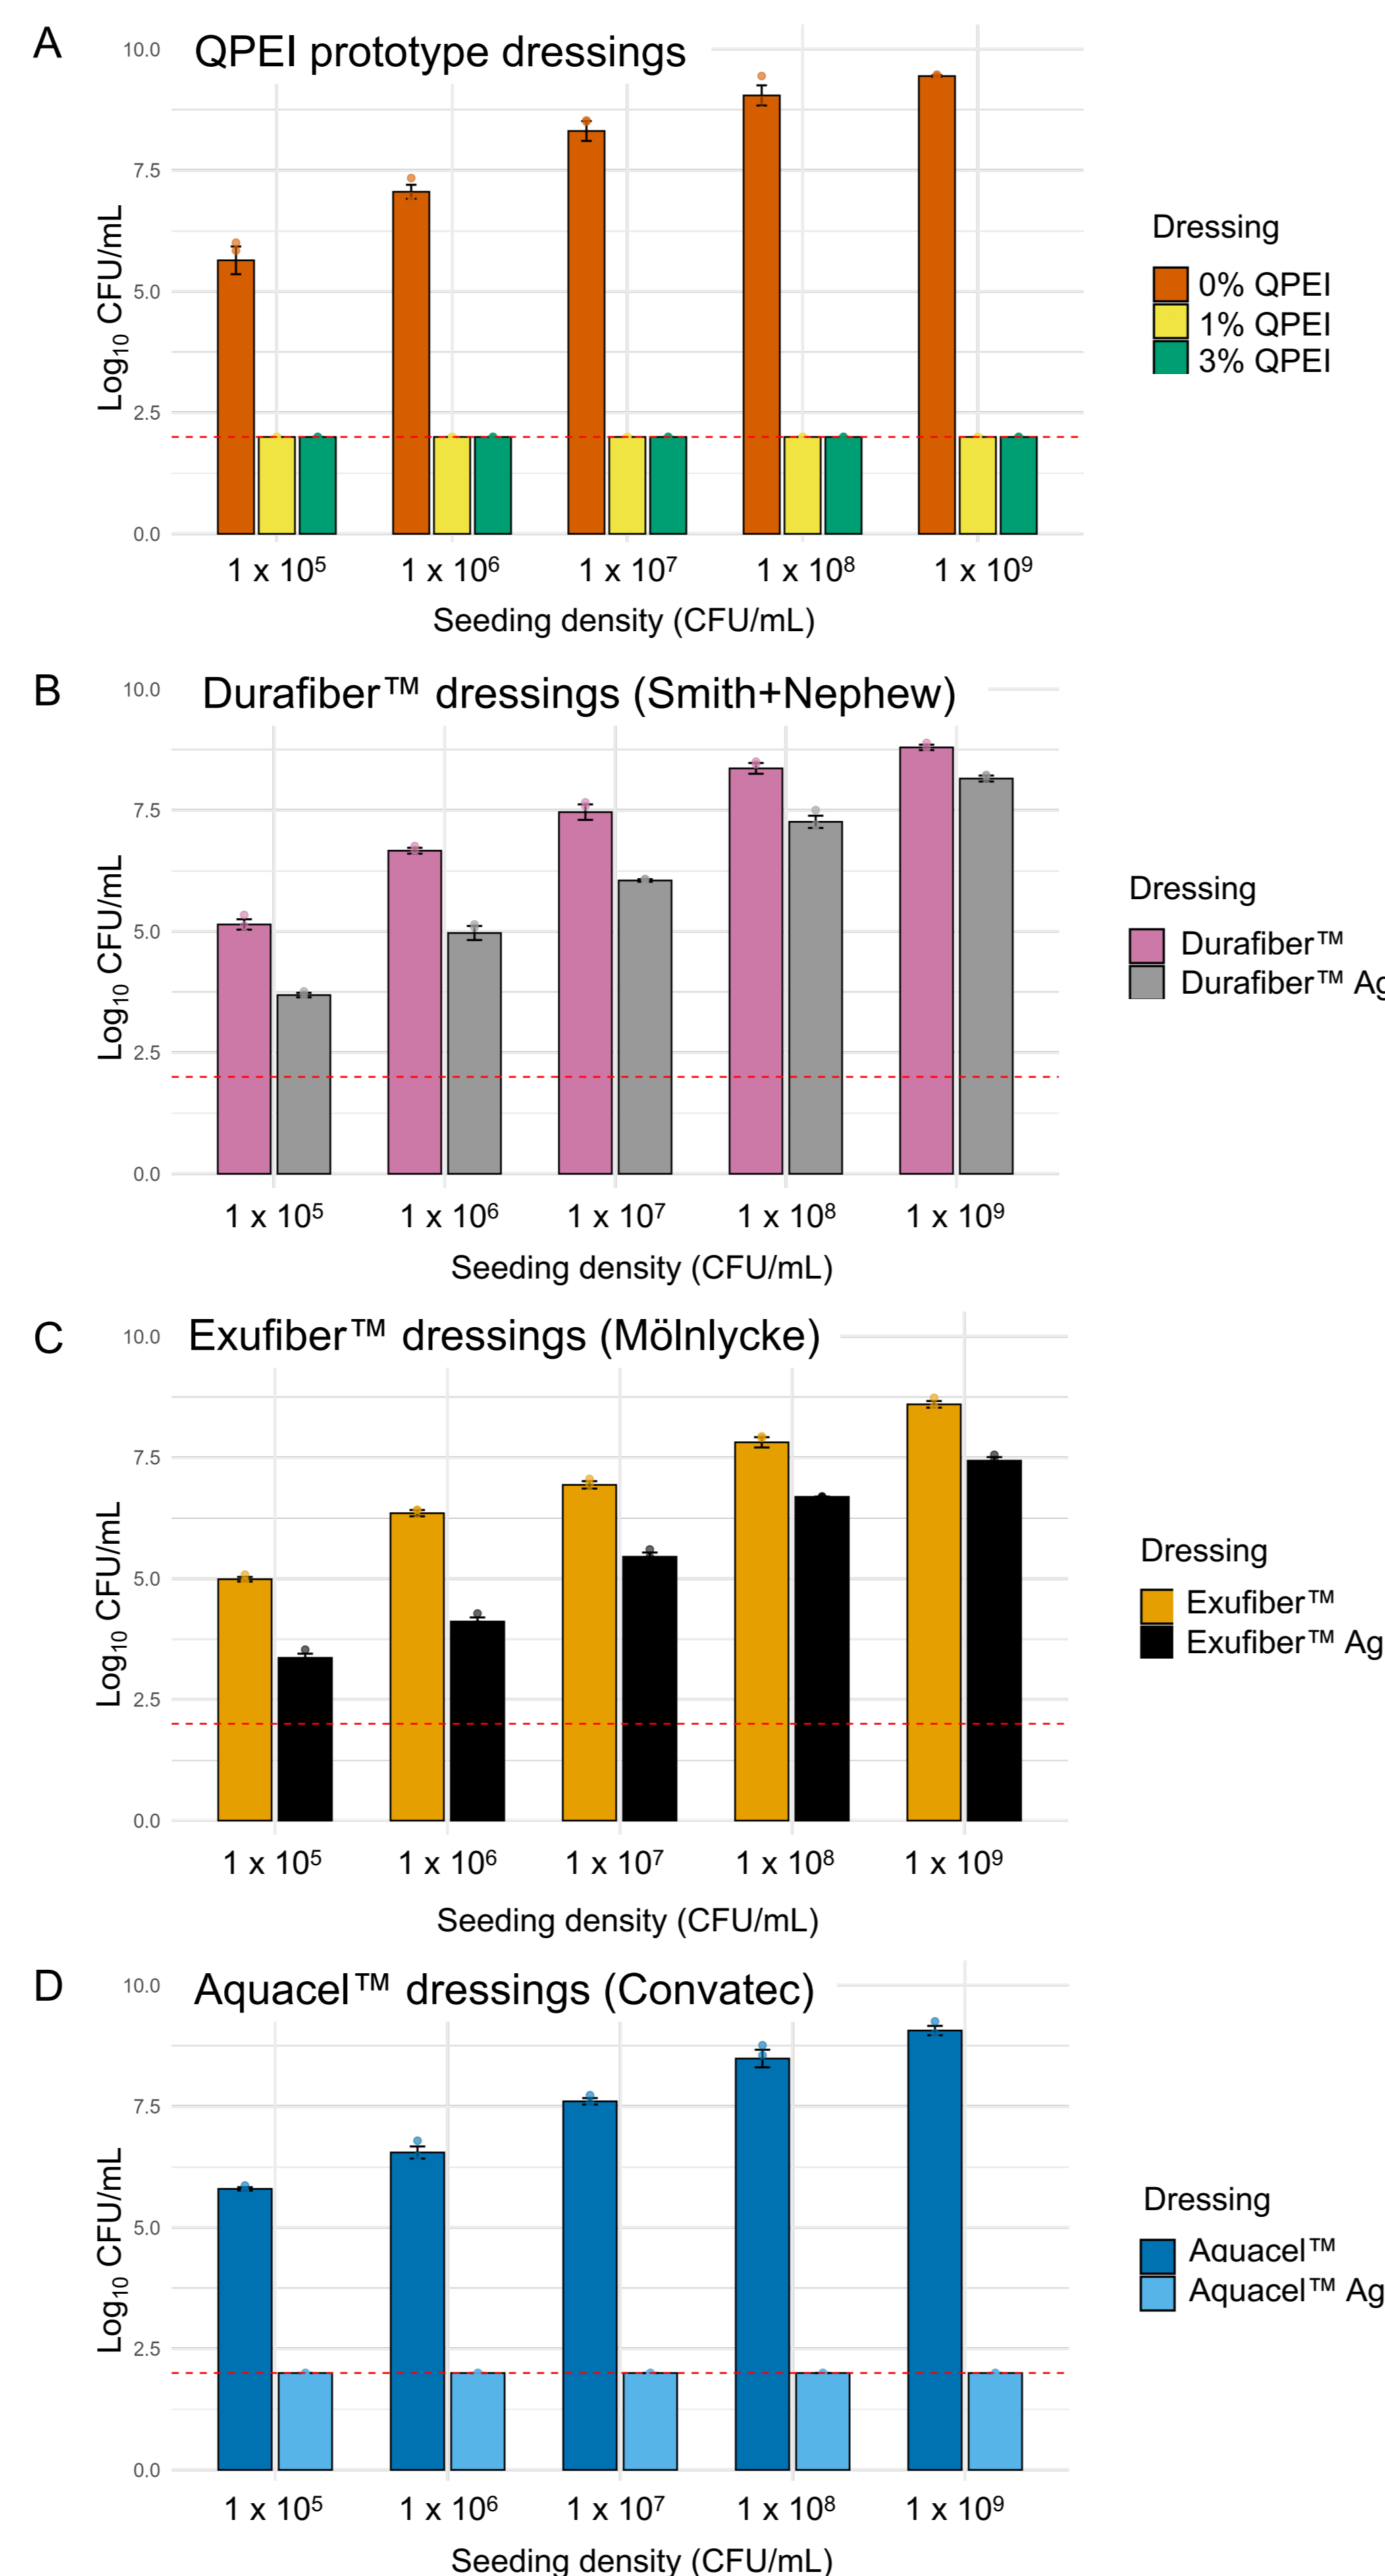 A
QPEI prototype dressings
10.0
7.5
5.0
2.5
0.0
Log10 CFU/mL
1 x 10⁵ 1 x 10⁶ 1 x 10⁷ 1 x 10⁸ 1 x 10⁹
Seeding density (CFU/mL)
Dressing
0% QPEI
1% QPEI
3% QPEI
B
Durafiber™ dressings (Smith+Nephew)
10.0
7.5
5.0
2.5
0.0
Log10 CFU/mL
1 x 10⁵ 1 x 10⁶ 1 x 10⁷ 1 x 10⁸ 1 x 10⁹
Seeding density (CFU/mL)
Dressing
Durafiber™
Durafiber™ Ag
C
Exufiber™ dressings (Mölnlycke)
10.0
7.5
5.0
2.5
0.0
Log10 CFU/mL
1 x 10⁵ 1 x 10⁶ 1 x 10⁷ 1 x 10⁸ 1 x 10⁹
Seeding density (CFU/mL)
Dressing
Exufiber™
Exufiber™ Ag
D
Aquacel™ dressings (Convatec)
10.0
7.5
5.0
2.5
0.0
Log10 CFU/mL
1 x 10⁵ 1 x 10⁶ 1 x 10⁷ 1 x 10⁸ 1 x 10⁹
Seeding density (CFU/mL)
Dressing
Aquacel™
Aquacel™ Ag